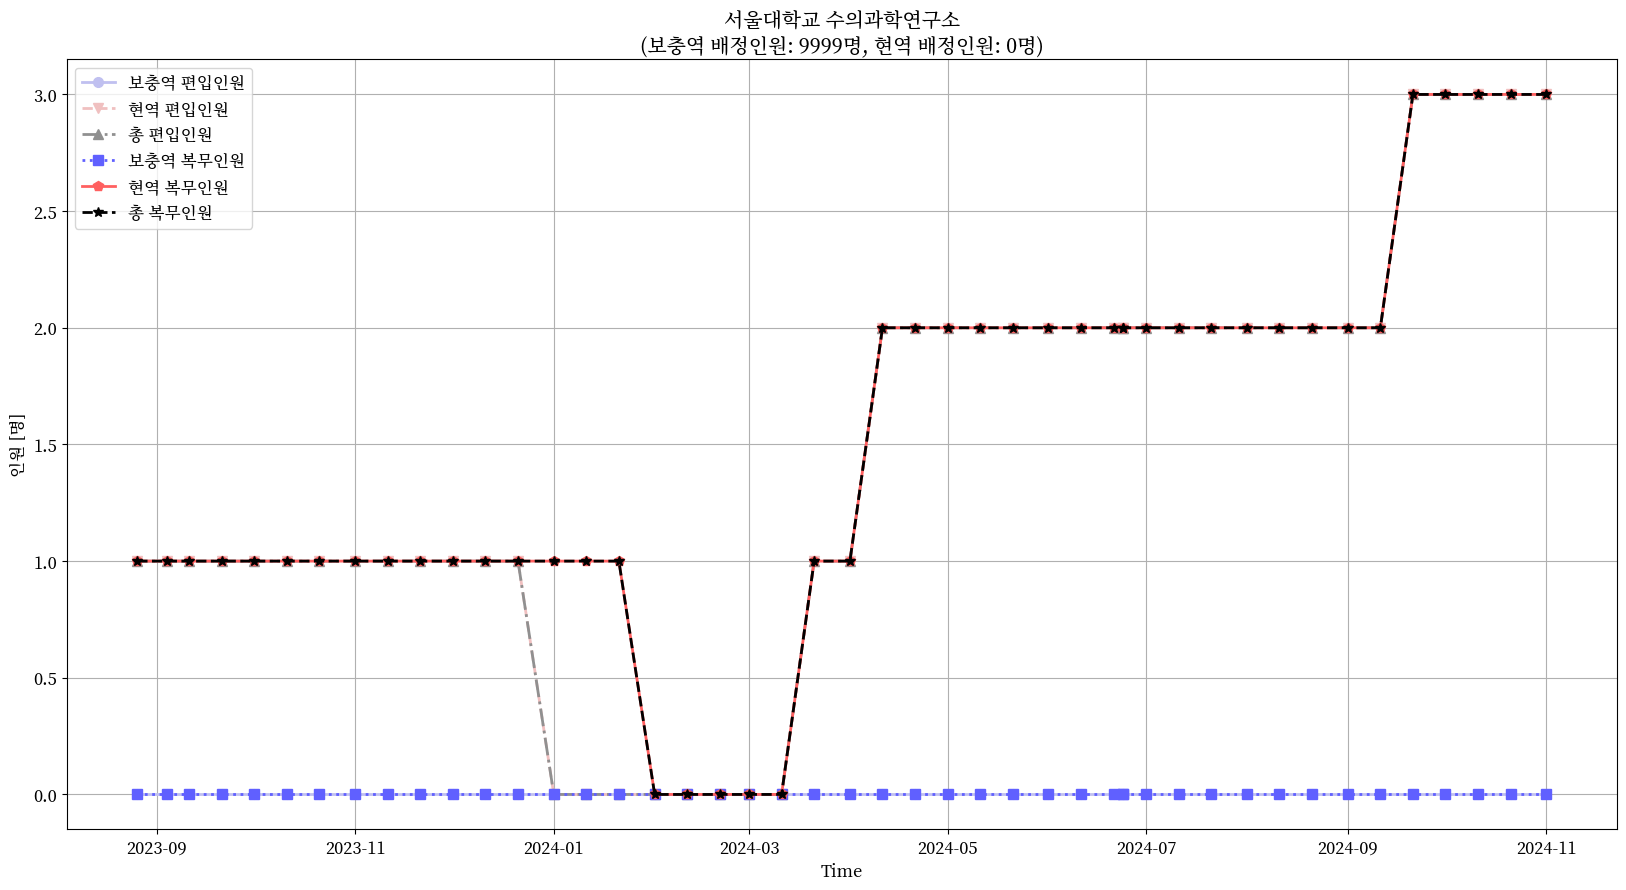 서울대학교 수의과학연구소
(보충역 배정인원: 9999명, 현역 배정인원: 0명)
보충역 편입인원
현역 편입인원
총 편입인원
보충역 복무인원
현역 복무인원
총 복무인원
3.0
2.5
2.0
1.5
1.0
0.5
0.0
인원 [명]
2023-09
2023-11
2024-01
2024-03
2024-05
2024-07
2024-09
2024-11
Time